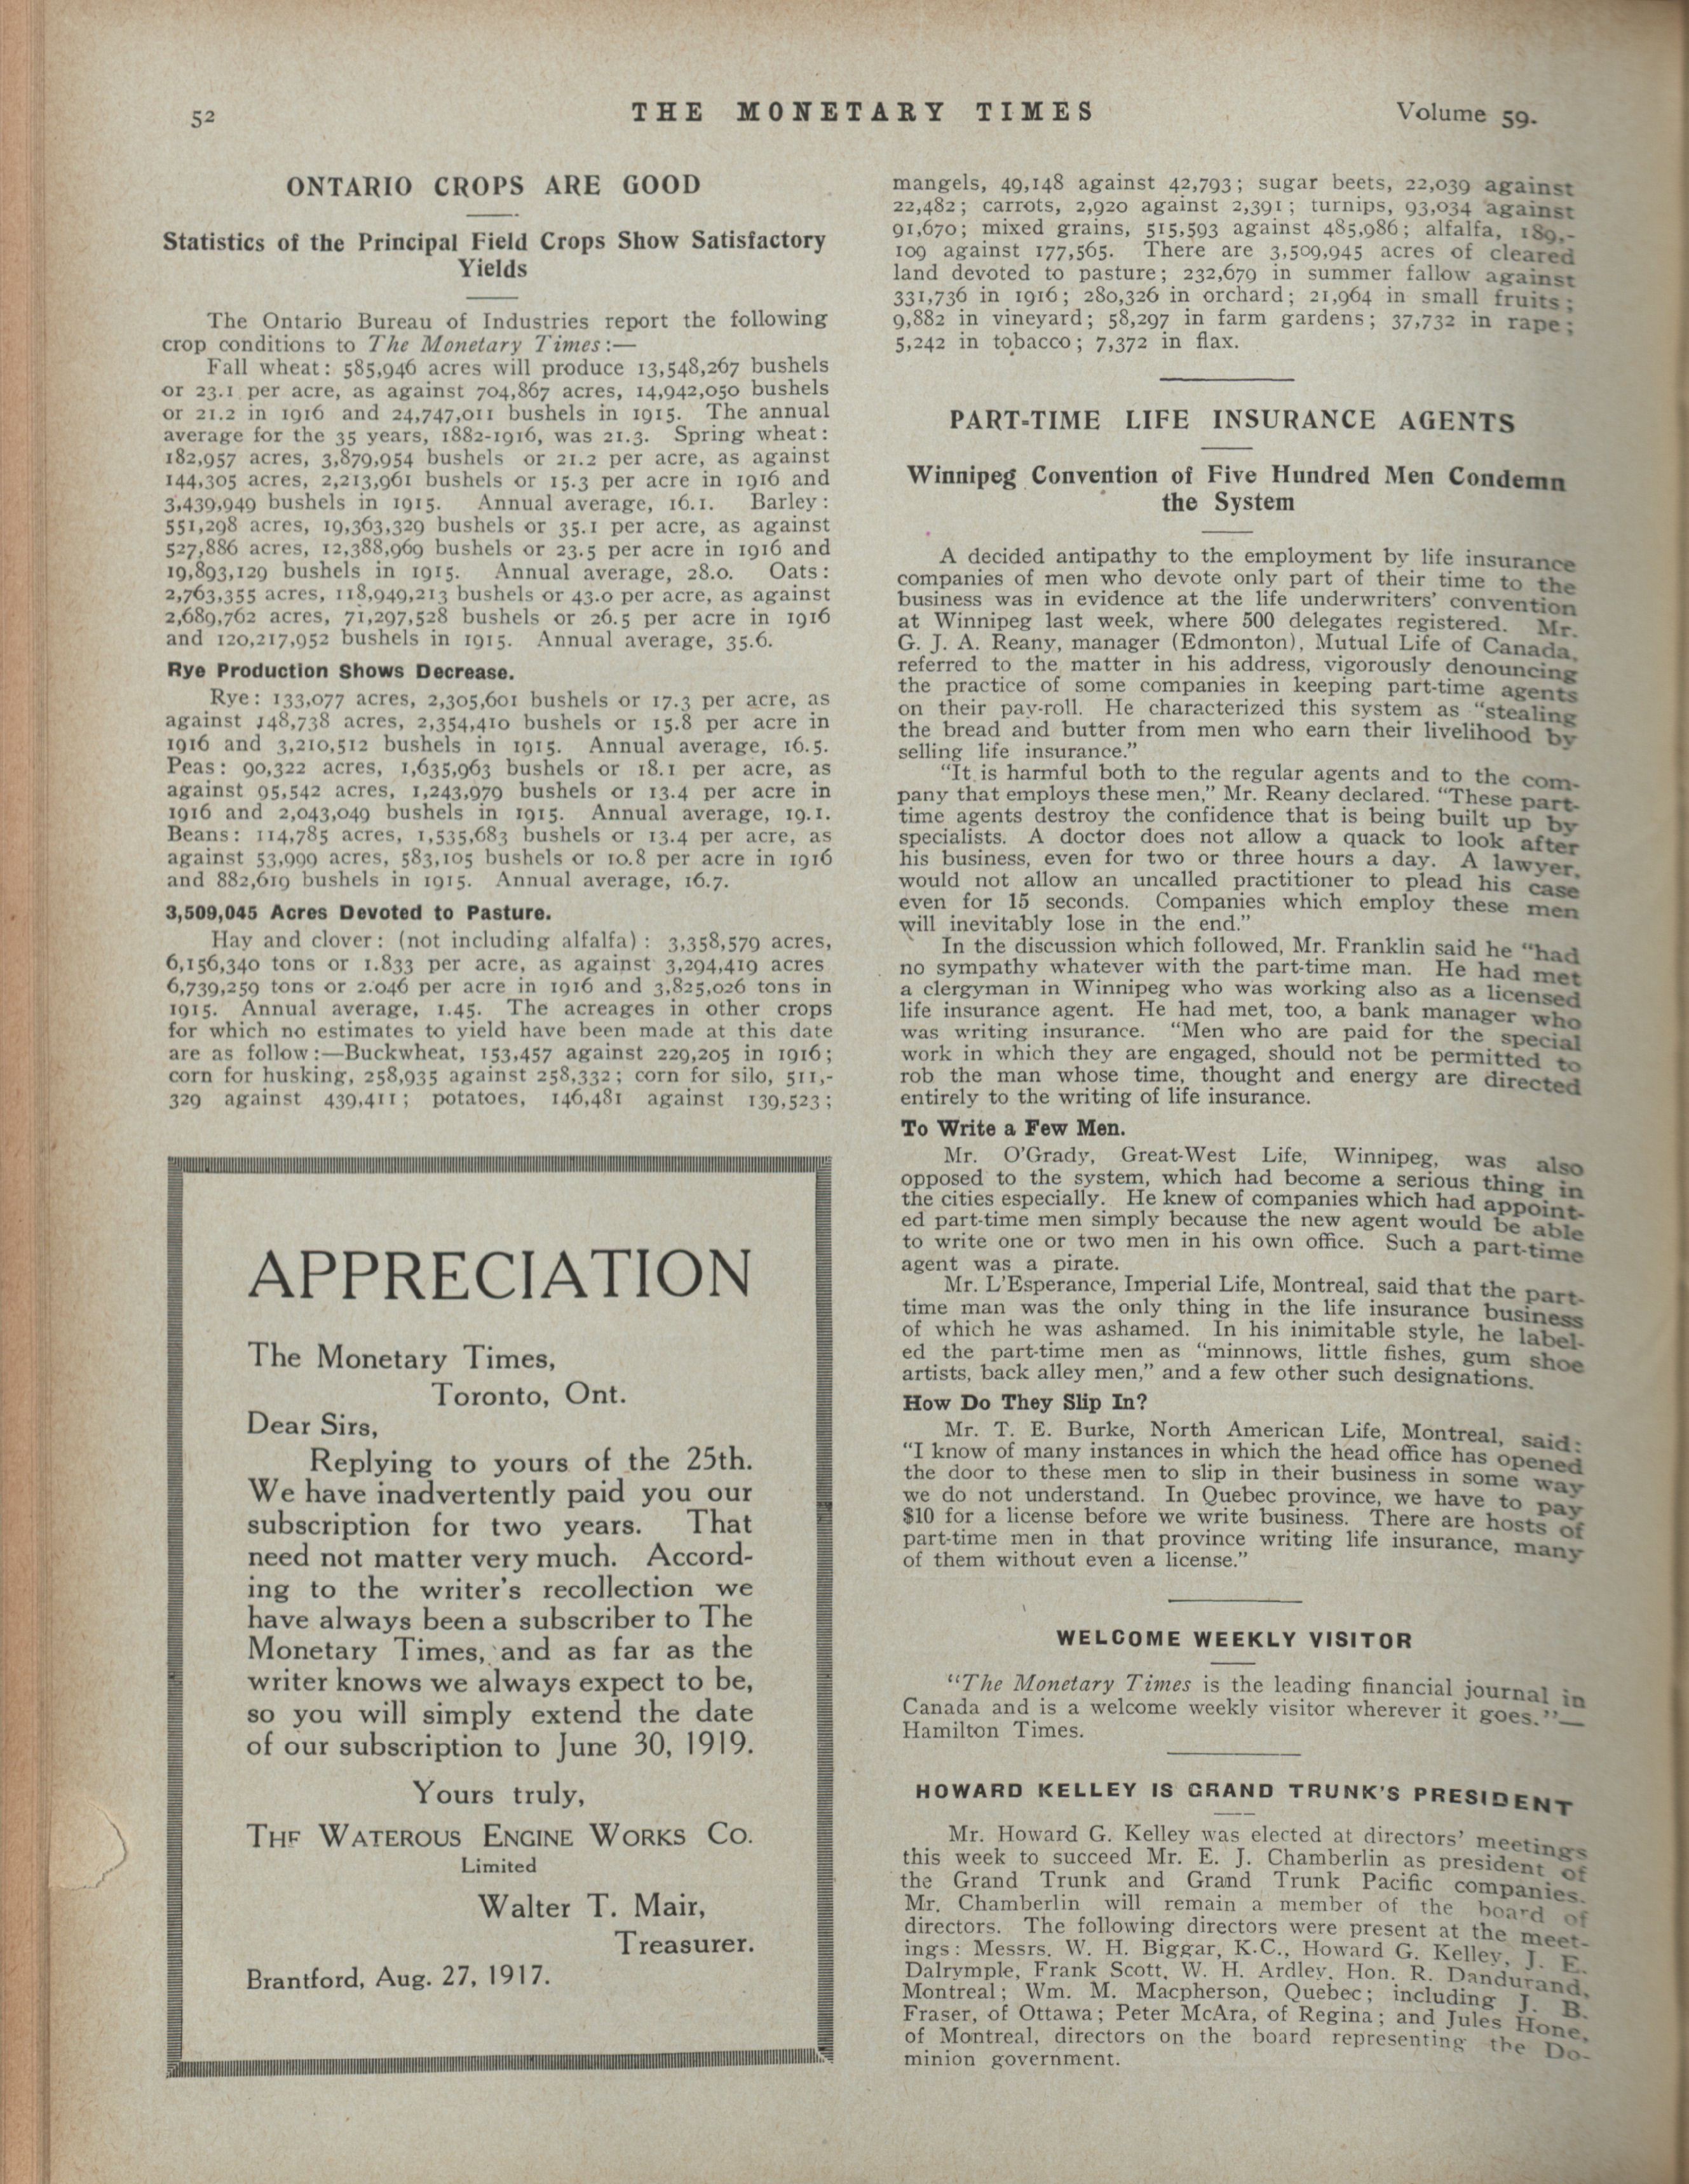 52
THE MONETARY TIMES
Volume 59.
ONTARIO CROPS ARE GOOD
Statistics of the Principal Field Crops Show Satisfactory
Yields
The Ontario Bureau of Industries report the following
crop conditions to The Monetary Times:—
Fall wheat: 585,946 acres will produce 13,548,267 bushels
or 23.1 per acre, as against 704,867 acres, 14,942,050 bushels
or 21.2 in 1916 and 24,747,011 bushels in 1915. The annual
average for the 35 years, 1882-1916, was 21.3. Spring wheat:
182,957 acres, 3,879,954 bushels or 21.2 per acre, as against
144,305 acres, 2,213,961 bushels or 15.3 per acre in 1916 and
3,439,949 bushels in 1915. Annual average, 16.1. Barley:
551,298 acres, 19,363,329 bushels or 35.1 per acre, as against
527,886 acres, 12,388,969 bushels or 23.5 per acre in 1916 and
19,893,129 bushels in 1915. Annual average, 28.0. Oats:
2,763,355 acres, 118,949,213 bushels or 43.0 per acre, as against
2,689,762 acres, 71,297,528 bushels or 26.5 per acre in 1916
and 120,217,952 bushels in 1915. Annual average, 35.6.
Rye Production Shows Decrease.
Rye: 133,077 acres, 2,305,601 bushels or 17.3 per acre, as
against 148,738 acres, 2,354,410 bushels or 15.8 per acre in
1916 and 3,210,512 bushels in 1915. Annual average, 16.5.
Peas: 90,322 acres, 1,635,963 bushels or 18.1 per acre, as
against 95,542 acres, 1,243,979 bushels or 13.4 per acre in
1916 and 2,043,049 bushels in 1915. Annual average, 19.1.
Beans: 114,785 acres, 1,535,683 bushels or 13.4 per acre, as
against 53,999 acres, 583,105 bushels or 10.8 per acre in 1916
and 882,619 bushels in 1915. Annual average, 16.7.
3,509,045 Acres Devoted to Pasture.
Hay and clover: (not including alfalfa): 3,358,579 acres,
6,156,340 tons or 1.833 per acre, as against 3,294,419 acres
6,739,259 tons or 2.046 per acre in 1916 and 3,825,026 tons in
1915. Annual average, 1.45. The acreages in other crops
for which no estimates to yield have been made at this date
are as follow:—Buckwheat, 153,457 against 229,205 in 1916;
corn for husking, 258,935 against 258,332; corn for silo, 511,-
329 against 439,411; potatoes, 146,481 against 139,523;
APPRECIATION
The Monetary Times,
Toronto, Ont.
Dear Sirs,
Replying to yours of the 25th.
We have inadvertently paid you our
subscription for two years. That
need not matter very much. Accord-
ing to the writer's recollection we
have always been a subscriber to The
Monetary Times, and as far as the
writer knows we always expect to be,
so you will simply extend the date
of our subscription to June 30, 1919.
Yours truly,
THE WATEROUS ENGINE WORKS CO.
Limited
Walter T. Mair,
Treasurer.
Brantford, Aug. 27, 1917.
mangels, 49,148 against 42,793; sugar beets, 22,039 against
22,482; carrots, 2,920 against 2,391; turnips, 93,034 against
91,670; mixed grains, 515,593 against 485,986; alfalfa, 189,-
109 against 177,565. There are 3,509,945 acres of cleared
land devoted to pasture; 232,679 in summer fallow against
331,736 in 1916; 280,326 in orchard; 21,964 in small fruits;
9,882 in vineyard; 58,297 in farm gardens; 37,732 in rape;
5,242 in tobacco; 7,372 in flax.
PART-TIME LIFE INSURANCE AGENTS
Winnipeg Convention of Five Hundred Men Condemn
the System
A decided antipathy to the employment by life insurance
companies of men who devote only part of their time to the
business was in evidence at the life underwriters' convention
at Winnipeg last week, where 500 delegates registered. Mr.
G. J. A. Reany, manager (Edmonton), Mutual Life of Canada,
referred to the matter in his address, vigorously denouncing
the practice of some companies in keeping part-time agents
on their pay-roll. He characterized this system as "stealing
the bread and butter from men who earn their livelihood by
selling life insurance."
"It is harmful both to the regular agents and to the com-
pany that employs these men," Mr. Reany declared. "These part-
time agents destroy the confidence that is being built up by
specialists. A doctor does not allow a quack to look after
his business, even for two or three hours a day. A lawyer,
would not allow an uncalled practitioner to plead his case
even for 15 seconds. Companies which employ these men
will inevitably lose in the end."
In the discussion which followed, Mr. Franklin said he "had
no sympathy whatever with the part-time man. He had met
a clergyman in Winnipeg who was working also as a licensed
life insurance agent. He had met, too, a bank manager who
was writing insurance. "Men who are paid for the special
work in which they are engaged, should not be permitted to
rob the man whose time, thought and energy are directed
entirely to the writing of life insurance.
To Write a Few Men.
Mr. O'Grady, Great-West Life, Winnipeg, was also
opposed to the system, which had become a serious thing in
the cities especially. He knew of companies which had appoint-
ed part-time men simply because the new agent would be able
to write one or two men in his own office. Such a part-time
agent was a pirate.
Mr. L'Esperance, Imperial Life, Montreal, said that the part-
time man was the only thing in the life insurance business
of which he was ashamed. In his inimitable style, he label-
ed the part-time men as "minnows, little fishes, gum shoe
artists, back alley men," and a few other such designations.
How Do They Slip In?
Mr. T. E. Burke, North American Life, Montreal, said:
"I know of many instances in which the head office has opened
the door to these men to slip in their business in some way
we do not understand. In Quebec province, we have to pay
$10 for a license before we write business. There are hosts of
part-time men in that province writing life insurance, many
of them without even a license."
WELCOME WEEKLY VISITOR
"The Monetary Times is the leading financial journal in
Canada and is a welcome weekly visitor wherever it goes."—
Hamilton Times.
HOWARD KELLEY IS GRAND TRUNK'S PRESIDENT
Mr. Howard G. Kelley was elected at directors' meetings
this week to succeed Mr. E. J. Chamberlin as president of
the Grand Trunk and Grand Trunk Pacific companies.
Mr. Chamberlin will remain a member of the board of
directors. The following directors were present at the meet-
ings: Messrs. W. H. Biggar, K.C., Howard G. Kelley, J. E.
Dalrymple, Frank Scott, W. H. Ardley, Hon. R. Dandurand,
Montreal; Wm. M. Macpherson, Quebec; including J. B.
Fraser, of Ottawa; Peter McAra, of Regina; and Jules Hone,
of Montreal, directors on the board representing the Do-
minion government.